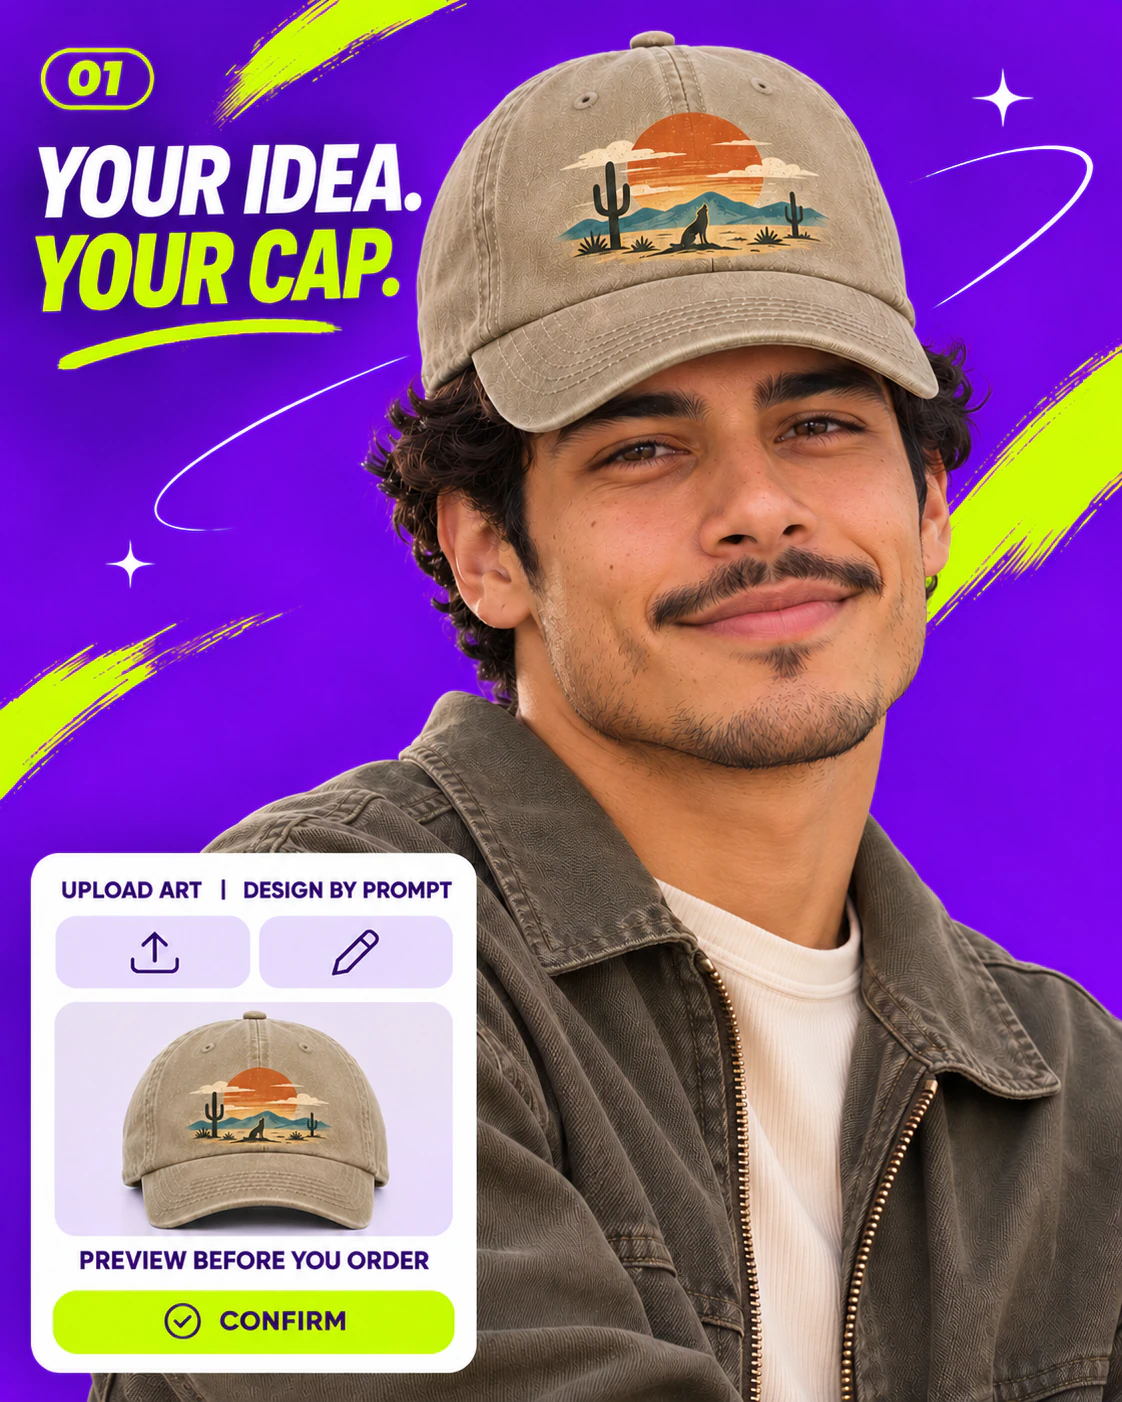 01
YOUR IDEA.
YOUR CAP.
UPLOAD ART | DESIGN BY PROMPT
PREVIEW BEFORE YOU ORDER
CONFIRM